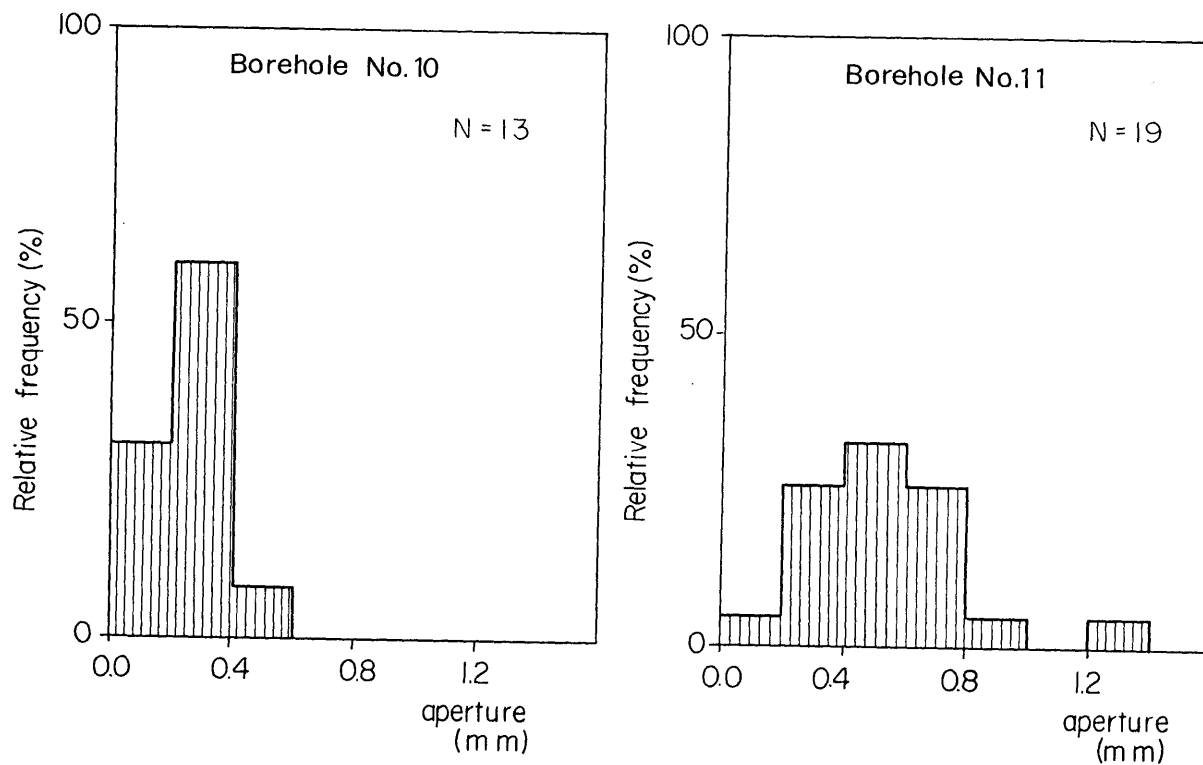 100
Borehole No.10
N = 13
Relative frequency (%)
50
0
0.0 0.4 0.8 1.2
aperture
(mm)
100
Borehole No.11
N = 19
Relative frequency (%)
50
0
0.0 0.4 0.8 1.2
aperture
(mm)